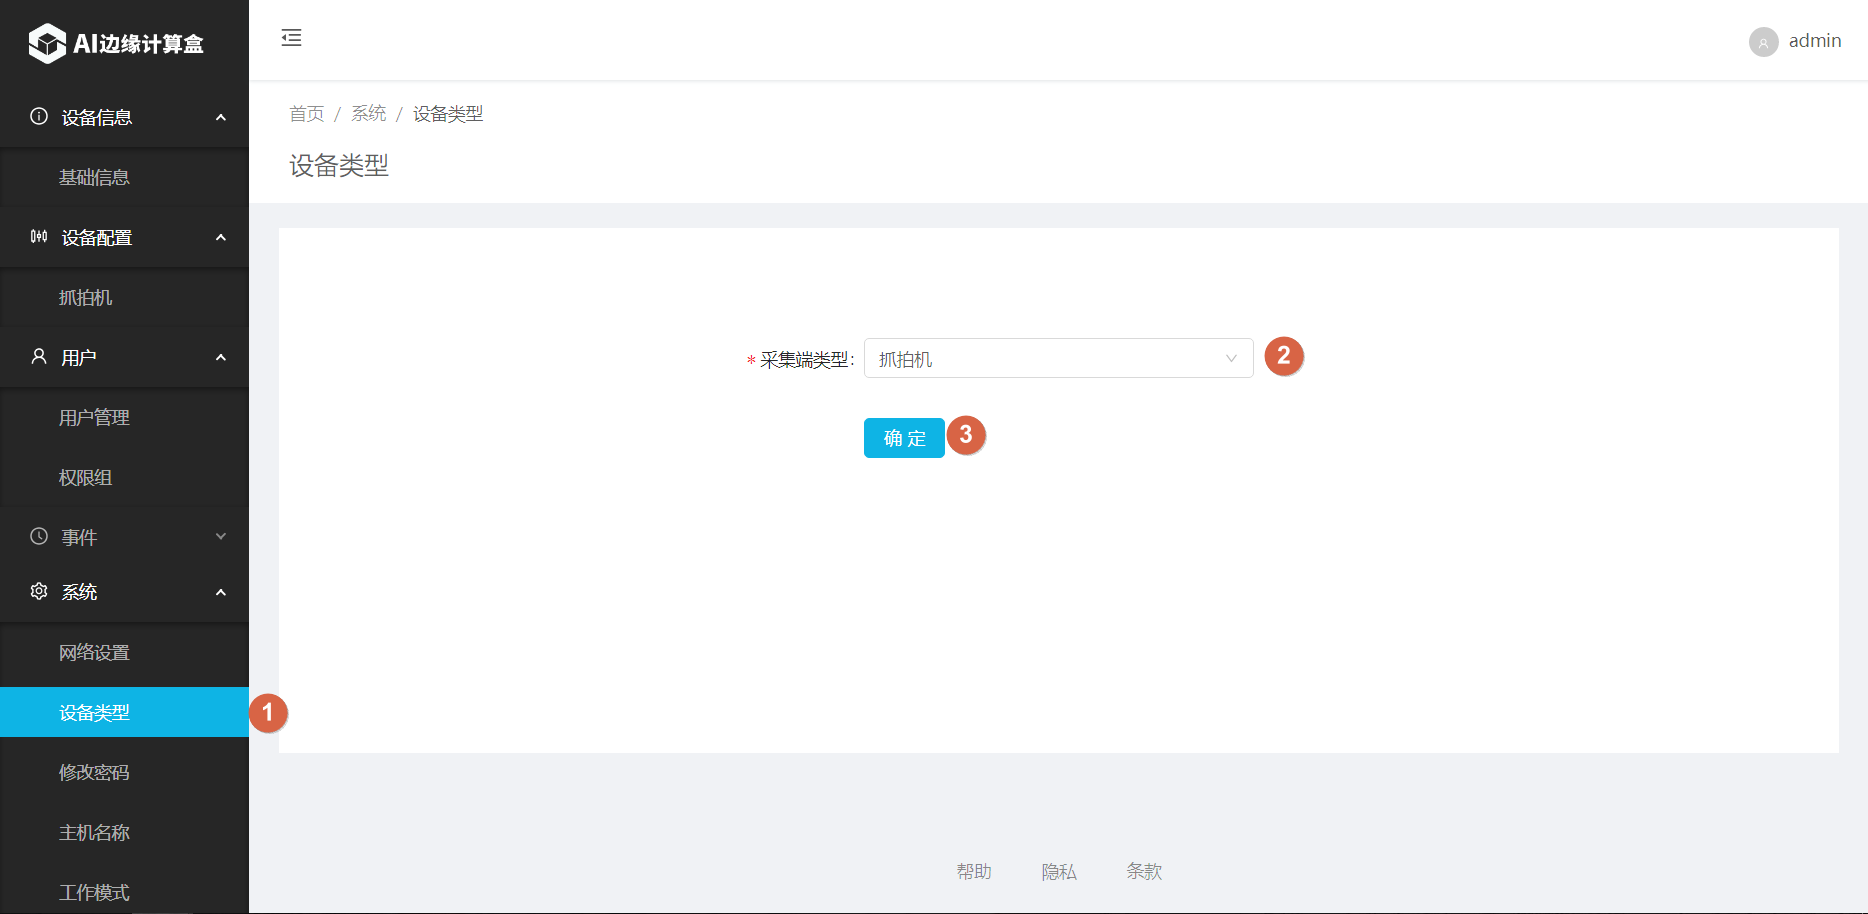 AI边缘计算盒
设备信息
基础信息
设备配置
抓拍机
用户
用户管理
权限组
事件
系统
网络设置
设备类型
1
修改密码
主机名称
工作模式
admin
首页 / 系统 / 设备类型
设备类型
* 采集端类型: 抓拍机 2
确 定 3
帮助 隐私 条款